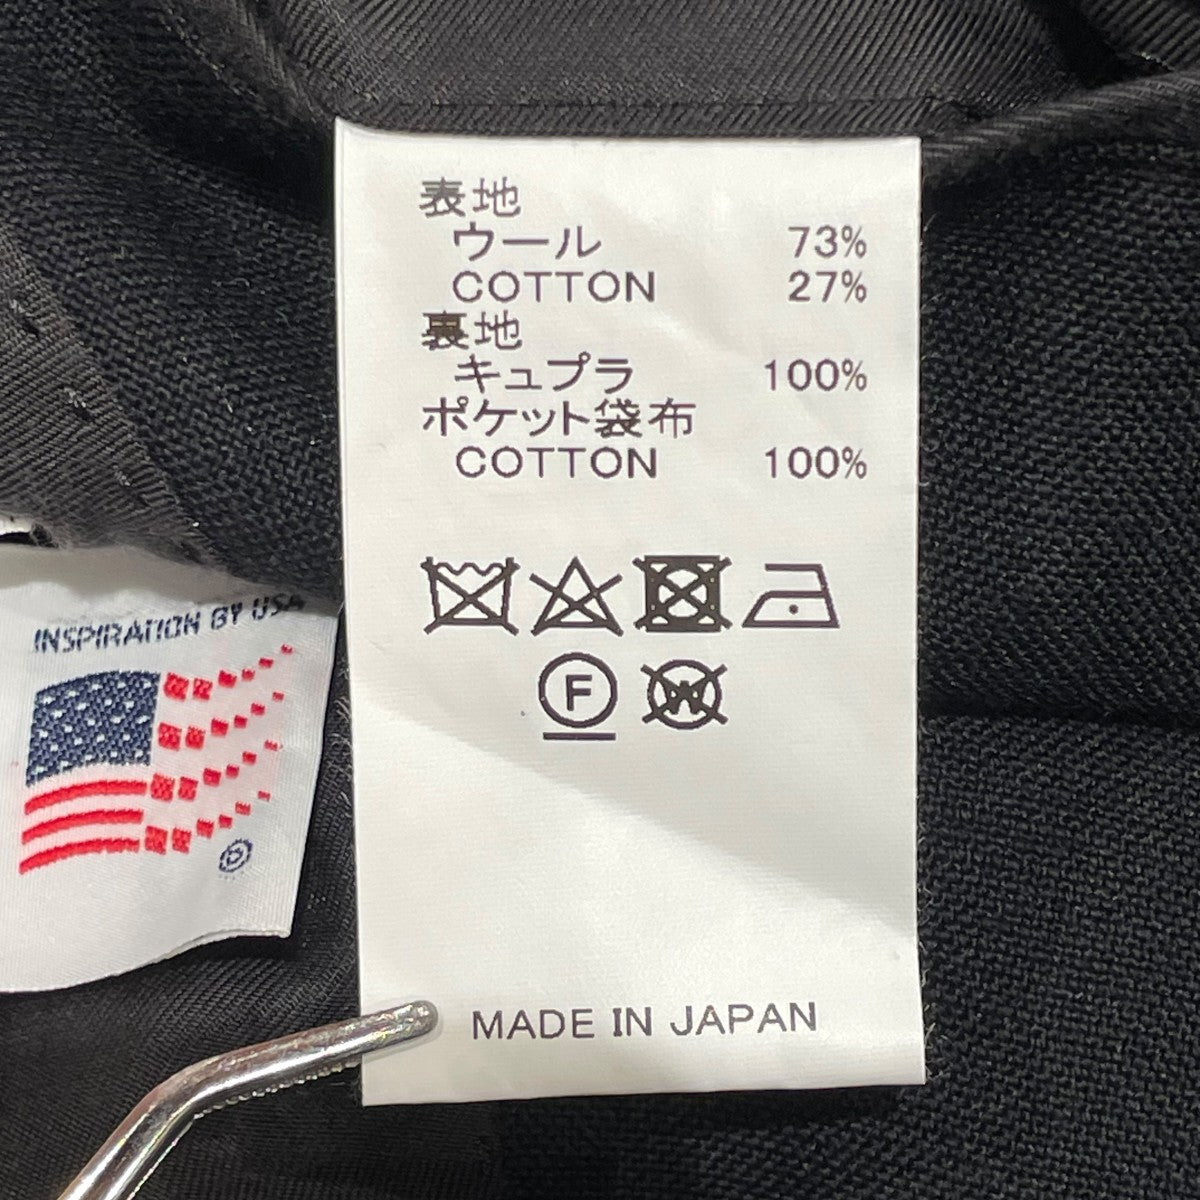 表地
ウール 73%
COTTON 27%
裏地
キュプラ 100%
ポケット袋布
COTTON 100%
F
W
MADE IN JAPAN
INSPIRATION BY USA